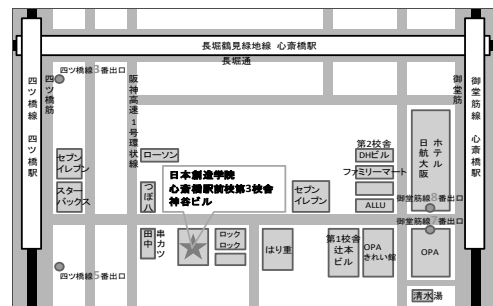 長堀鶴見緑地線 心斎橋駅
長堀通
四ツ橋線 四ツ橋駅
四ツ橋線3番出口
四ツ橋筋
阪神高速1号環状線
御堂筋
御堂筋線 心斎橋駅
セブン
イレブン
スター
バックス
ローソン
つぼ八
日本創造学院
心斎橋駅前校第3校舎
神谷ビル
第2校舎
DHビル
ファミリーマート
ALLU
ホテル
日航大阪
セブン
イレブン
御堂筋線8番出口
御堂筋線7番出口
串カツ
田中
ロック
ロック
はり重
第1校舎
辻本
ビル
OPA
きれい館
OPA
四ツ橋線5番出口
清水湯